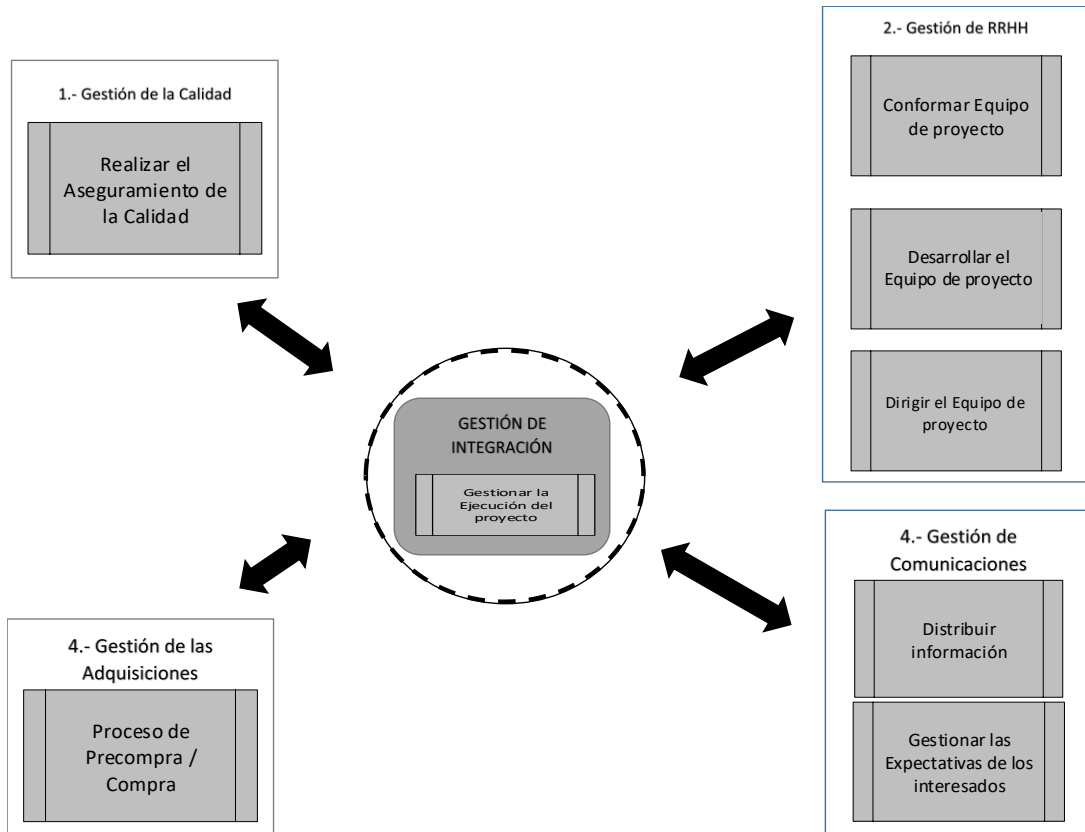 1.- Gestión de la Calidad
Realizar el
Aseguramiento de
la Calidad
2.- Gestión de RRHH
Conformar Equipo
de proyecto
Desarrollar el
Equipo de proyecto
Dirigir el Equipo de
proyecto
GESTIÓN DE
INTEGRACIÓN
Gestionar la
Ejecución del
proyecto
4.- Gestión de las
Adquisiciones
Proceso de
Precompra /
Compra
4.- Gestión de
Comunicaciones
Distribuir
información
Gestionar las
Expectativas de los
interesados